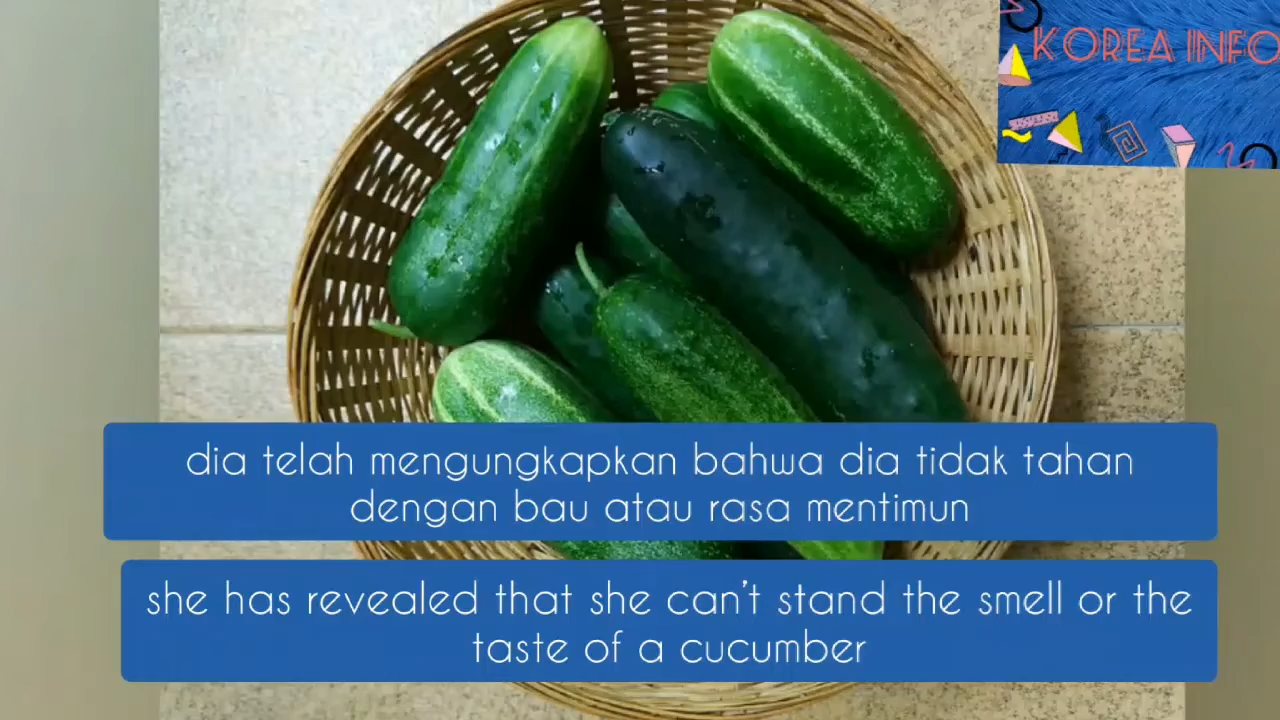 KOREA INFO
dia telah mengungkapkan bahwa dia tidak tahan
dengan bau atau rasa mentimun
she has revealed that she can't stand the smell or the
taste of a cucumber